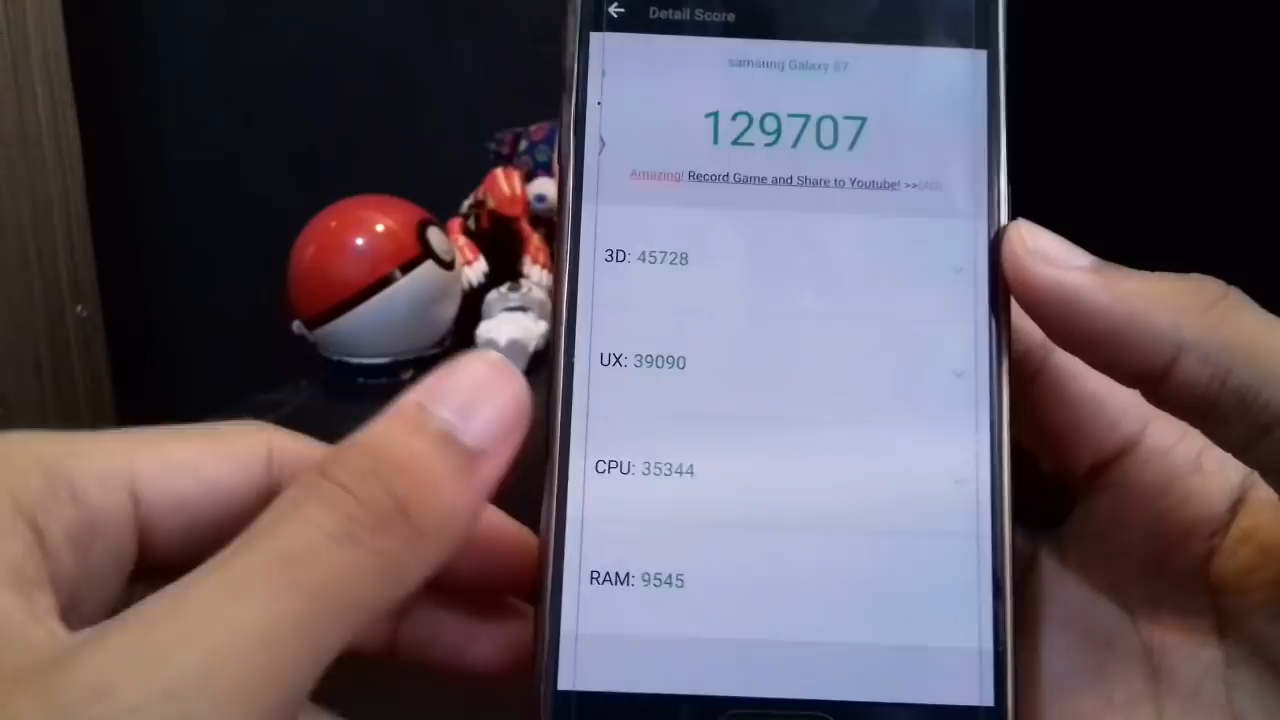 Detail Score
samsung Galaxy S7
129707
Amazing! Record Game and Share to Youtube! >>(AD)
3D: 45728
UX: 39090
CPU: 35344
RAM: 9545